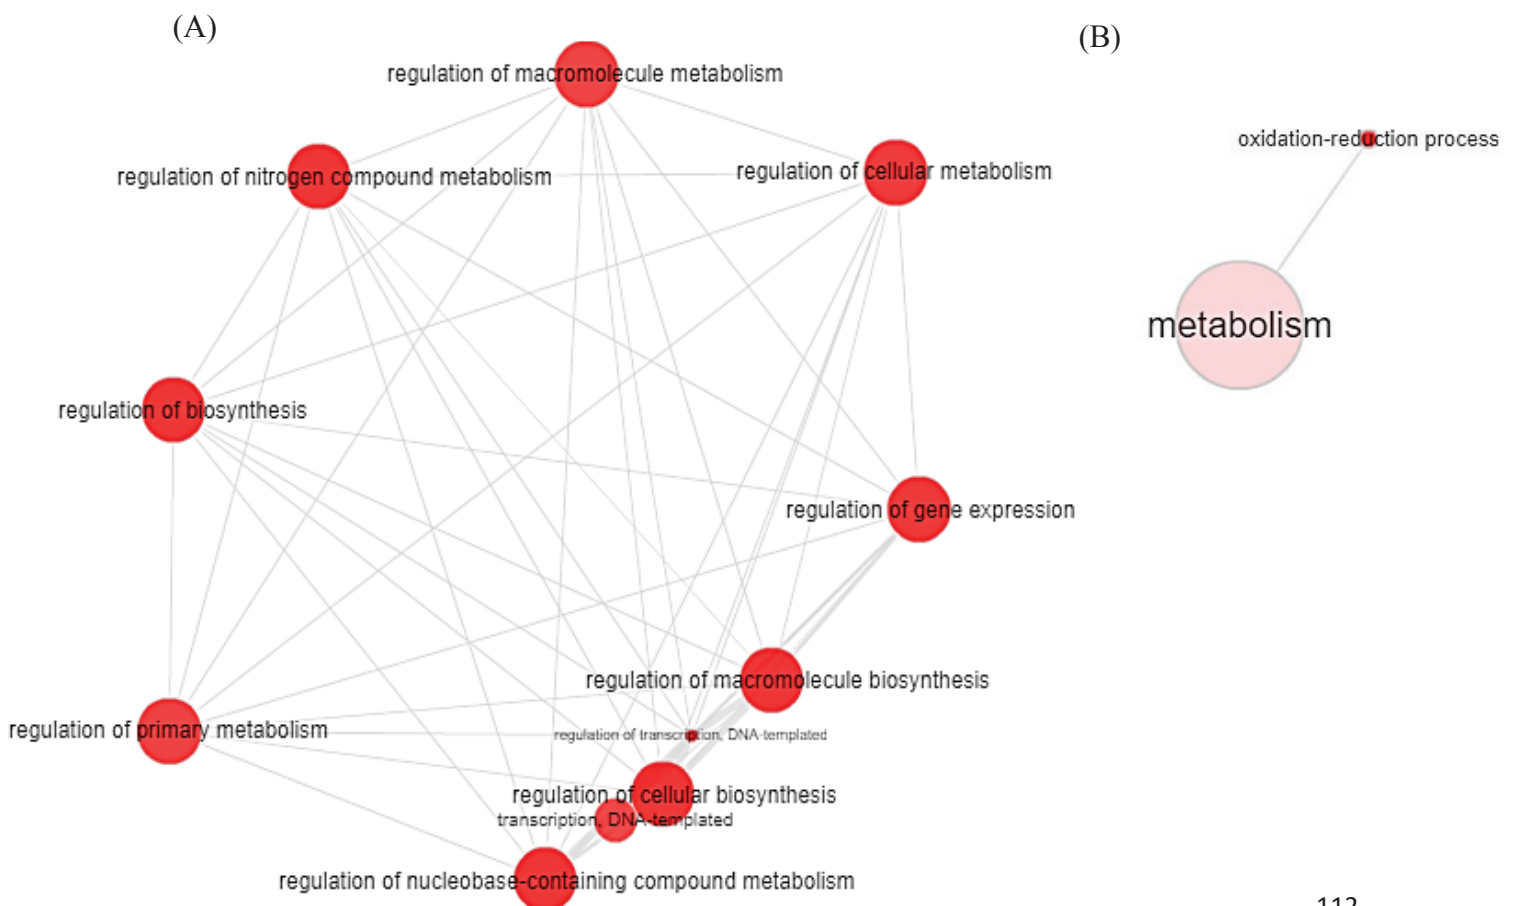 (A)
(B)
regulation of macromolecule metabolism
oxidation-reduction process
regulation of nitrogen compound metabolism
regulation of cellular metabolism
metabolism
regulation of biosynthesis
regulation of gene expression
regulation of macromolecule biosynthesis
regulation of primary metabolism
regulation of transcription, DNA-templated
regulation of cellular biosynthesis
transcription, DNA-templated
regulation of nucleobase-containing compound metabolism
112